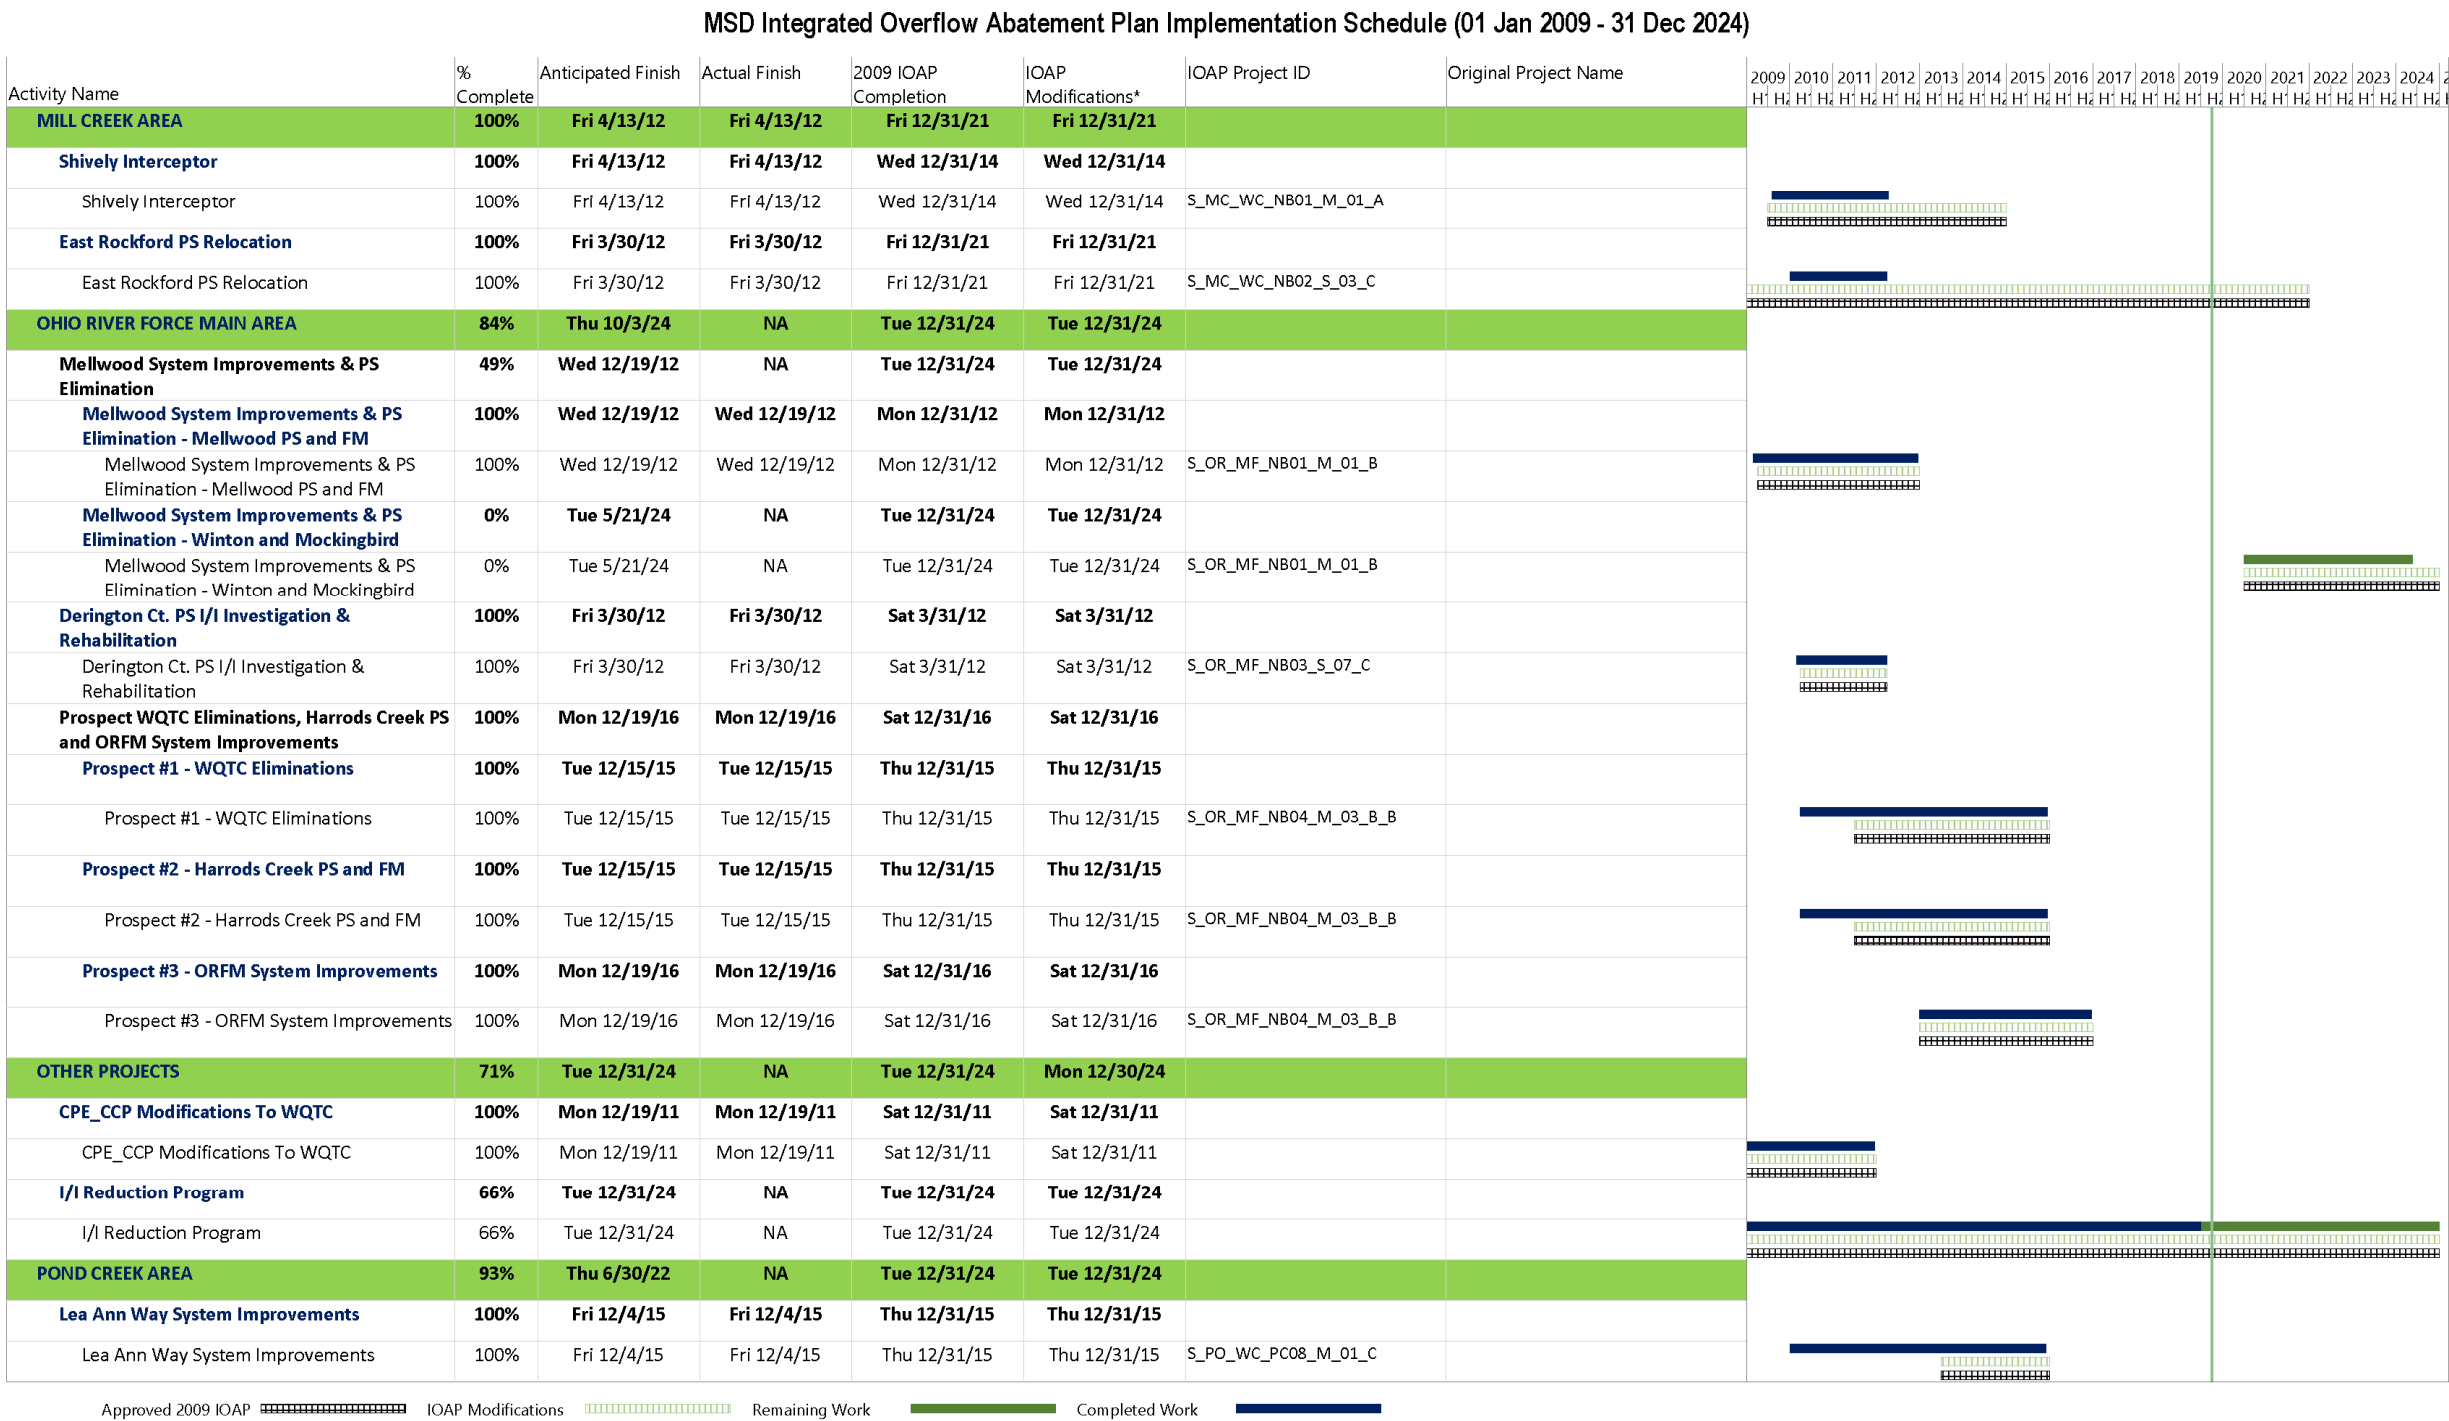 MSD Integrated Overflow Abatement Plan Implementation Schedule (01 Jan 2009 - 31 Dec 2024)
Activity Name % Complete Anticipated Finish Actual Finish 2009 IOAP Completion IOAP Modifications* IOAP Project ID Original Project Name 2009 2010 2011 2012 2013 2014 2015 2016 2017 2018 2019 2020 2021 2022 2023 2024
MILL CREEK AREA 100% Fri 4/13/12 Fri 4/13/12 Fri 12/31/21 Fri 12/31/21
Shively Interceptor 100% Fri 4/13/12 Fri 4/13/12 Wed 12/31/14 Wed 12/31/14
Shively Interceptor 100% Fri 4/13/12 Fri 4/13/12 Wed 12/31/14 Wed 12/31/14 S_MC_WC_NB01_M_01_A
East Rockford PS Relocation 100% Fri 3/30/12 Fri 3/30/12 Fri 12/31/21 Fri 12/31/21
East Rockford PS Relocation 100% Fri 3/30/12 Fri 3/30/12 Fri 12/31/21 Fri 12/31/21 S_MC_WC_NB02_S_03_C
OHIO RIVER FORCE MAIN AREA 84% Thu 10/3/24 NA Tue 12/31/24 Tue 12/31/24
Mellwood System Improvements & PS 49% Wed 12/19/12 NA Tue 12/31/24 Tue 12/31/24
Elimination
Mellwood System Improvements & PS 100% Wed 12/19/12 Wed 12/19/12 Mon 12/31/12 Mon 12/31/12
Elimination - Mellwood PS and FM
Mellwood System Improvements & PS 100% Wed 12/19/12 Wed 12/19/12 Mon 12/31/12 Mon 12/31/12 S_OR_MF_NB01_M_01_B
Elimination - Mellwood PS and FM
Mellwood System Improvements & PS 0% Tue 5/21/24 NA Tue 12/31/24 Tue 12/31/24
Elimination - Winton and Mockingbird
Mellwood System Improvements & PS 0% Tue 5/21/24 NA Tue 12/31/24 Tue 12/31/24 S_OR_MF_NB01_M_01_B
Elimination - Winton and Mockingbird
Derington Ct. PS I/I Investigation & 100% Fri 3/30/12 Fri 3/30/12 Sat 3/31/12 Sat 3/31/12
Rehabilitation
Derington Ct. PS I/I Investigation & 100% Fri 3/30/12 Fri 3/30/12 Sat 3/31/12 Sat 3/31/12 S_OR_MF_NB03_S_07_C
Rehabilitation
Prospect WQTC Eliminations, Harrods Creek PS 100% Mon 12/19/16 Mon 12/19/16 Sat 12/31/16 Sat 12/31/16
and ORFM System Improvements
Prospect #1 - WQTC Eliminations 100% Tue 12/15/15 Tue 12/15/15 Thu 12/31/15 Thu 12/31/15
Prospect #1 - WQTC Eliminations 100% Tue 12/15/15 Tue 12/15/15 Thu 12/31/15 Thu 12/31/15 S_OR_MF_NB04_M_03_B_B
Prospect #2 - Harrods Creek PS and FM 100% Tue 12/15/15 Tue 12/15/15 Thu 12/31/15 Thu 12/31/15
Prospect #2 - Harrods Creek PS and FM 100% Tue 12/15/15 Tue 12/15/15 Thu 12/31/15 Thu 12/31/15 S_OR_MF_NB04_M_03_B_B
Prospect #3 - ORFM System Improvements 100% Mon 12/19/16 Mon 12/19/16 Sat 12/31/16 Sat 12/31/16
Prospect #3 - ORFM System Improvements 100% Mon 12/19/16 Mon 12/19/16 Sat 12/31/16 Sat 12/31/16 S_OR_MF_NB04_M_03_B_B
OTHER PROJECTS 71% Tue 12/31/24 NA Tue 12/31/24 Mon 12/30/24
CPE_CCP Modifications To WQTC 100% Mon 12/19/11 Mon 12/19/11 Sat 12/31/11 Sat 12/31/11
CPE_CCP Modifications To WQTC 100% Mon 12/19/11 Mon 12/19/11 Sat 12/31/11 Sat 12/31/11
I/I Reduction Program 66% Tue 12/31/24 NA Tue 12/31/24 Tue 12/31/24
I/I Reduction Program 66% Tue 12/31/24 NA Tue 12/31/24 Tue 12/31/24
POND CREEK AREA 93% Thu 6/30/22 NA Tue 12/31/24 Tue 12/31/24
Lea Ann Way System Improvements 100% Fri 12/4/15 Fri 12/4/15 Thu 12/31/15 Thu 12/31/15
Lea Ann Way System Improvements 100% Fri 12/4/15 Fri 12/4/15 Thu 12/31/15 Thu 12/31/15 S_PO_WC_PC08_M_01_C
Approved 2009 IOAP IOAP Modifications Remaining Work Completed Work